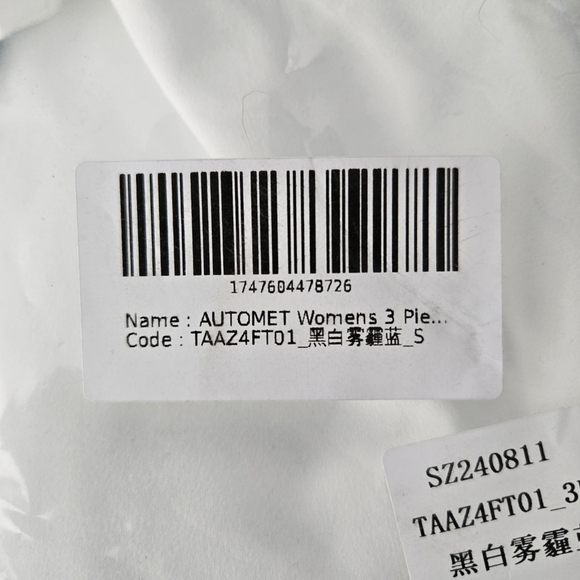 1747604478726
Name : AUTOMET Womens 3 Pie...
Code : TAAZ4FT01_黑白雾霾蓝_S
SZ240811
TAAZ4FT01_3
黑白雾霾